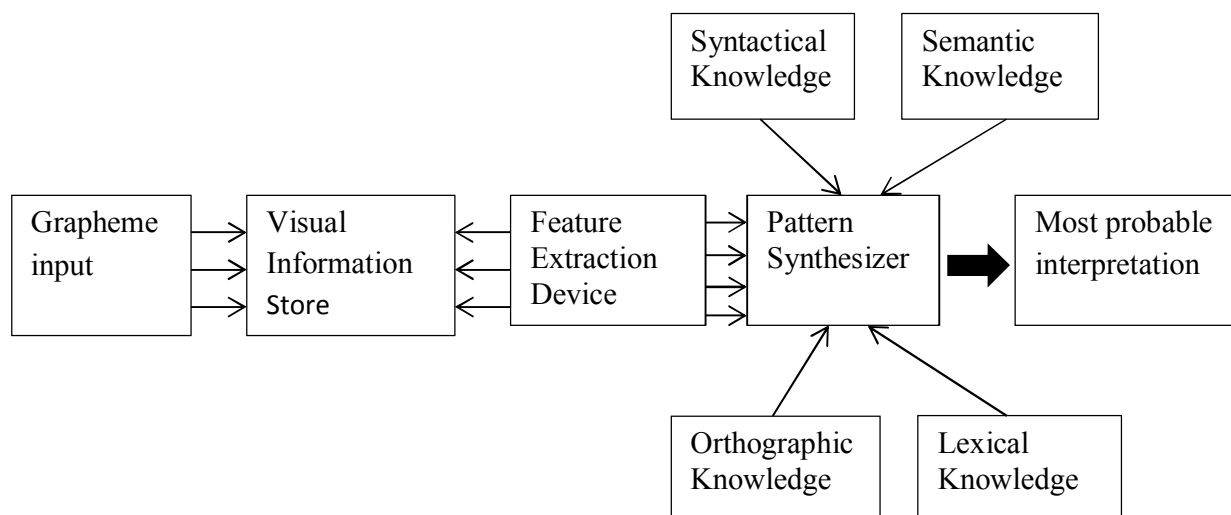 Syntactical
Knowledge
Semantic
Knowledge
Grapheme
input
Visual
Information
Store
Feature
Extraction
Device
Pattern
Synthesizer
Most probable
interpretation
Orthographic
Knowledge
Lexical
Knowledge